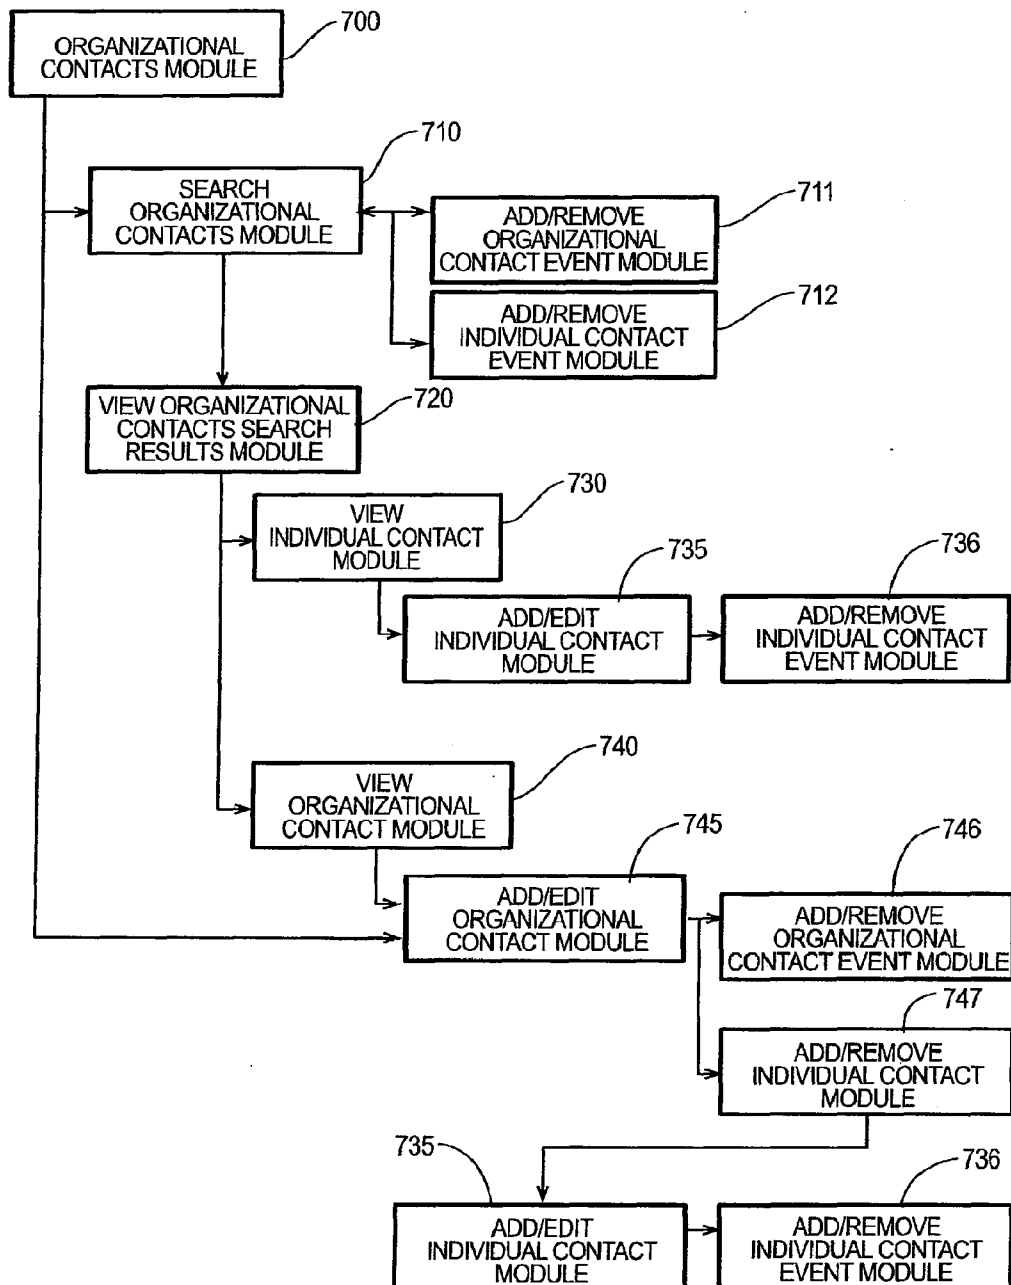 700
ORGANIZATIONAL
CONTACTS MODULE
710
SEARCH
ORGANIZATIONAL
CONTACTS MODULE
711
ADD/REMOVE
ORGANIZATIONAL
CONTACT EVENT MODULE
712
ADD/REMOVE
INDIVIDUAL CONTACT
EVENT MODULE
720
VIEW ORGANIZATIONAL
CONTACTS SEARCH
RESULTS MODULE
730
VIEW
INDIVIDUAL CONTACT
MODULE
735
ADD/EDIT
INDIVIDUAL CONTACT
MODULE
736
ADD/REMOVE
INDIVIDUAL CONTACT
EVENT MODULE
740
VIEW
ORGANIZATIONAL
CONTACT MODULE
745
ADD/EDIT
ORGANIZATIONAL
CONTACT MODULE
746
ADD/REMOVE
ORGANIZATIONAL
CONTACT EVENT MODULE
747
ADD/REMOVE
INDIVIDUAL CONTACT
MODULE
735
ADD/EDIT
INDIVIDUAL CONTACT
MODULE
736
ADD/REMOVE
INDIVIDUAL CONTACT
EVENT MODULE